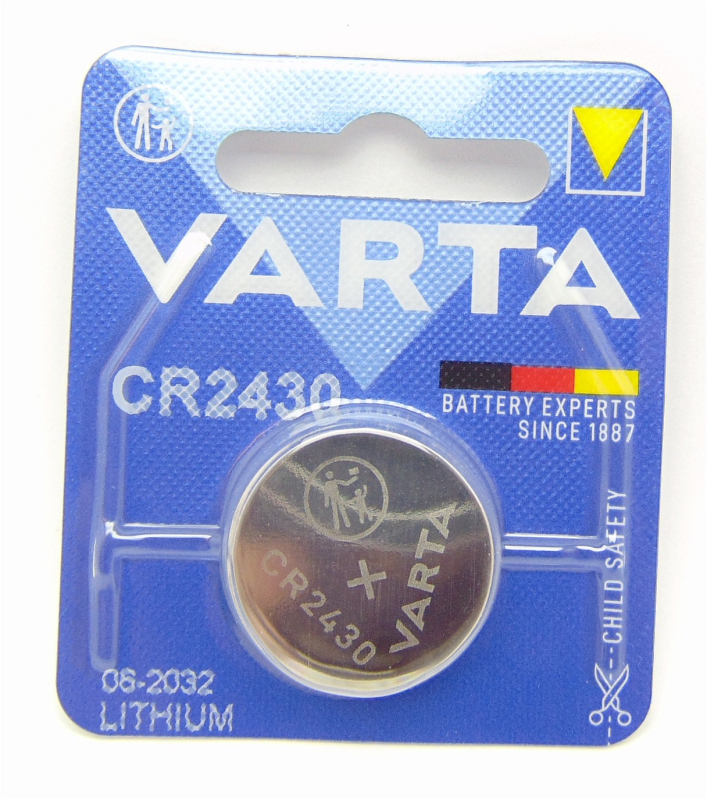 VARTA
CR2430
BATTERY EXPERTS
SINCE 1887
CHILD SAFETY
+
CR2430
VARTA
06-2032
LITHIUM